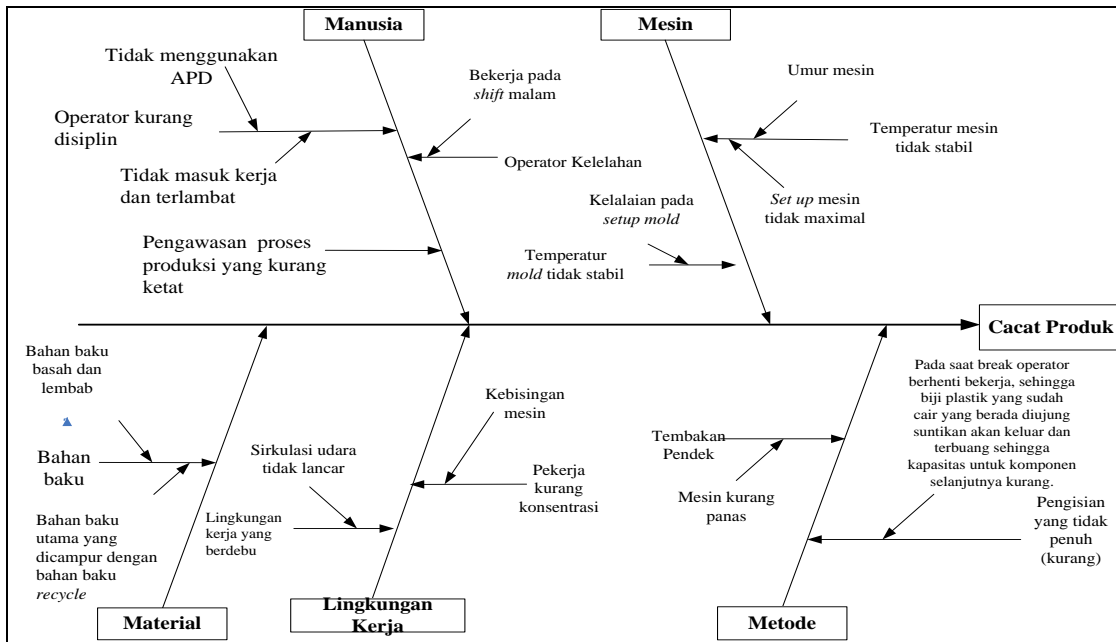 Manusia
Mesin
Tidak menggunakan
APD
Operator kurang
disiplin
Tidak masuk kerja
dan terlambat
Bekerja pada
shift malam
Operator Kelelahan
Pengawasan proses
produksi yang kurang
ketat
Umur mesin
Temperatur mesin
tidak stabil
Set up mesin
tidak maximal
Kelalaian pada
setup mold
Temperatur
mold tidak stabil
Cacat Produk
Bahan baku
basah dan
lembab
Bahan
baku
Bahan baku
utama yang
dicampur dengan
bahan baku
recycle
Material
Sirkulasi udara
tidak lancar
Lingkungan
kerja yang
berdebu
Kebisingan
mesin
Pekerja
kurang
konsentrasi
Lingkungan
Kerja
Tembakan
Pendek
Mesin kurang
panas
Pada saat break operator
berhenti bekerja, sehingga
biji plastik yang sudah
cair yang berada diujung
suntikan akan keluar dan
terbuang sehingga
kapasitas untuk komponen
selanjutnya kurang.
Pengisian
yang tidak
penuh
(kurang)
Metode